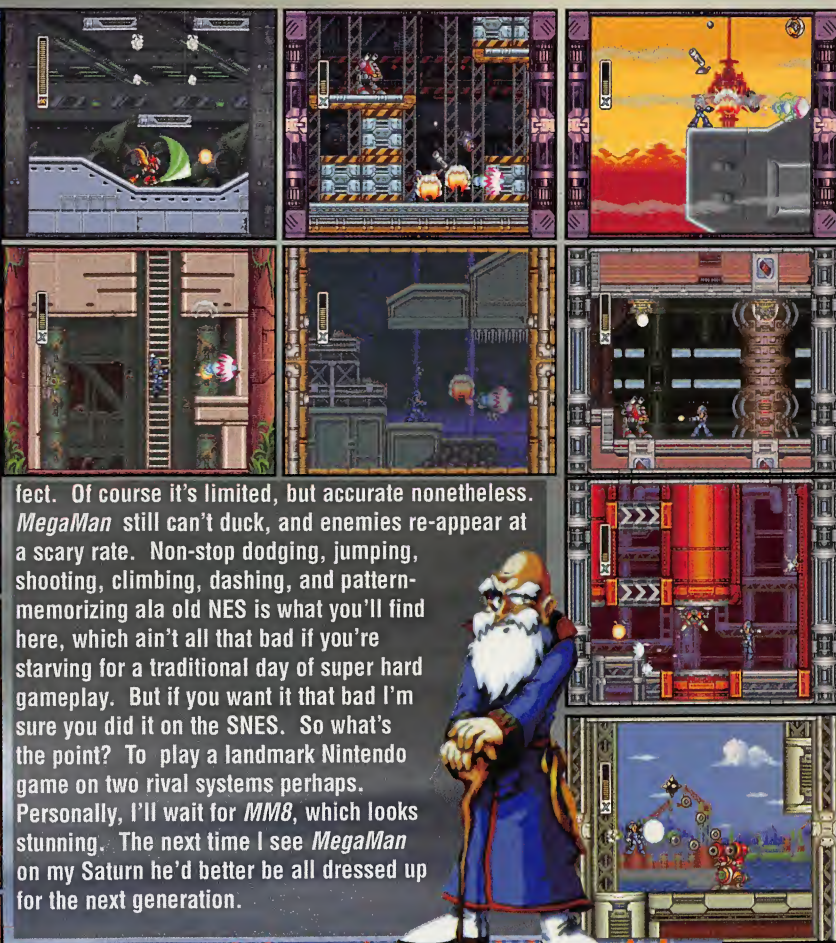 fect. Of course it's limited, but accurate nonetheless.
MegaMan still can't duck, and enemies re-appear at
a scary rate. Non-stop dodging, jumping,
shooting, climbing, dashing, and pattern-
memorizing ala old NES is what you'll find
here, which ain't all that bad if you're
starving for a traditional day of super hard
gameplay. But if you want it that bad I'm
sure you did it on the SNES. So what's
the point? To play a landmark Nintendo
game on two rival systems perhaps.
Personally, I'll wait for MM8, which looks
stunning. The next time I see MegaMan
on my Saturn he'd better be all dressed up
for the next generation.